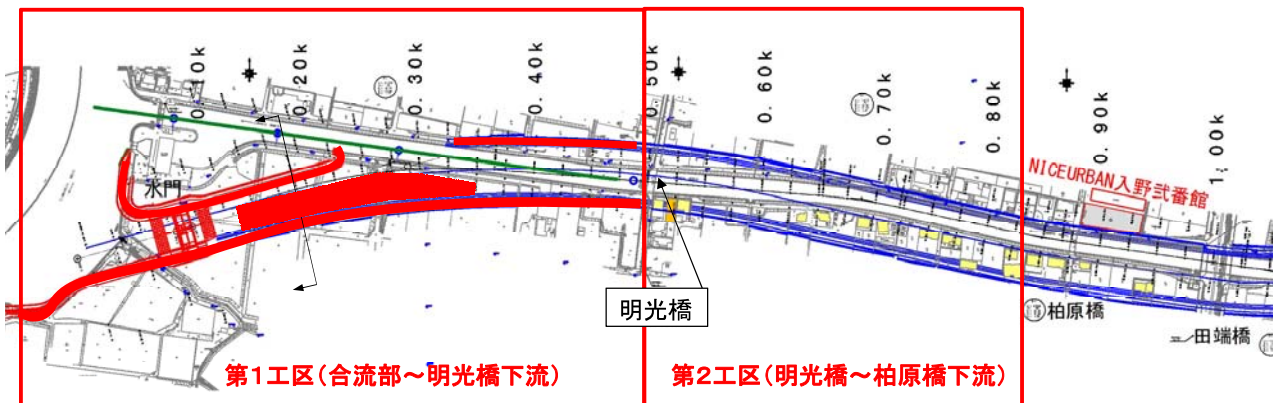 0.10k
0.20k
0.30k
0.40k
0.50k
0.60k
0.70k
0.80k
0.90k
1.00k
NICEURBAN入野弐番館
水門
明光橋
柏原橋
田端橋
第1工区(合流部～明光橋下流)
第2工区(明光橋～柏原橋下流)